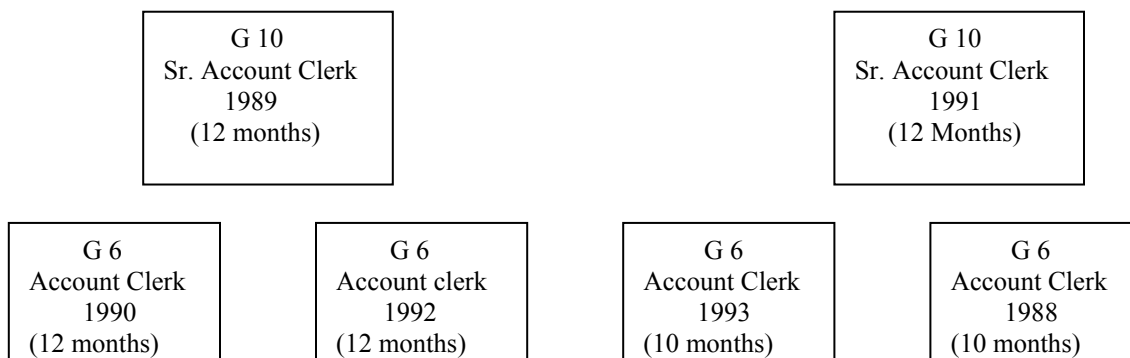 G 10
Sr. Account Clerk
1989
(12 months)
G 10
Sr. Account Clerk
1991
(12 Months)
G 6
Account Clerk
1990
(12 months)
G 6
Account clerk
1992
(12 months)
G 6
Account Clerk
1993
(10 months)
G 6
Account Clerk
1988
(10 months)